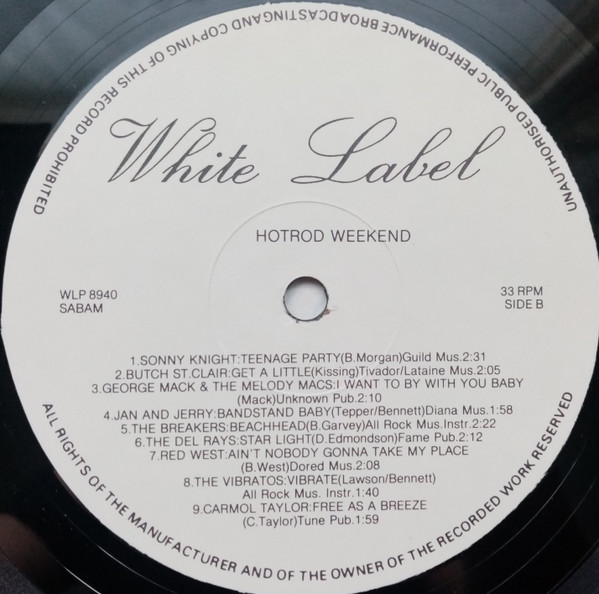 UNAUTHORISED PUBLIC PERFORMANCE BROADCASTING AND COPYING OF THIS RECORD PROHIBITED
White Label
HOTROD WEEKEND
WLP 8940
SABAM
33 RPM
SIDE B
1.SONNY KNIGHT:TEENAGE PARTY(B.Morgan)Guild Mus.2:31
2.BUTCH ST.CLAIR:GET A LITTLE(Kissing)Tivador/Lataine Mus.2:05
3.GEORGE MACK & THE MELODY MACS:I WANT TO BY WITH YOU BABY
(Mack)Unknown Pub.2:10
4.JAN AND JERRY:BANDSTAND BABY(Tepper/Bennett)Diana Mus.1:58
5.THE BREAKERS:BEACHHEAD(B.Garvey)All Rock Mus.Instr.2:22
6.THE DEL RAYS:STAR LIGHT(D.Edmondson)Fame Pub.2:12
7.RED WEST:AIN'T NOBODY GONNA TAKE MY PLACE
(B.West)Dored Mus.2:08
8.THE VIBRATOS:VIBRATE(Lawson/Bennett)
All Rock Mus. Instr.1:40
9.CARMOL TAYLOR:FREE AS A BREEZE
(C.Taylor)Tune Pub.1:59
ALL RIGHTS OF THE MANUFACTURER AND OF THE OWNER OF THE RECORDED WORK RESERVED